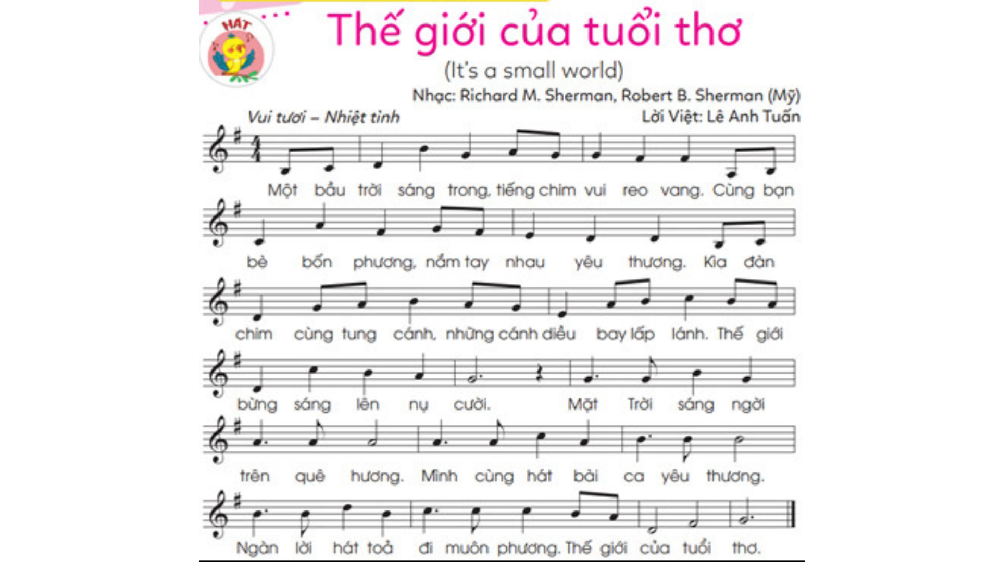 HÁT
Thế giới của tuổi thơ
(It's a small world)
Nhạc: Richard M. Sherman, Robert B. Sherman (Mỹ)
Vui tươi – Nhiệt tình
Lời Việt: Lê Anh Tuấn
4
4
Một bầu trời sáng trong, tiếng chim vui reo vang. Cùng bạn
bè bốn phương, nắm tay nhau yêu thương. Kìa đàn
chim cùng tung cánh, những cánh diều bay lấp lánh. Thế giới
bừng sáng lên nụ cười. Mặt Trời sáng ngời
trên quê hương. Mình cùng hát bài ca yêu thương.
Ngàn lời hát toả đi muôn phương. Thế giới của tuổi thơ.